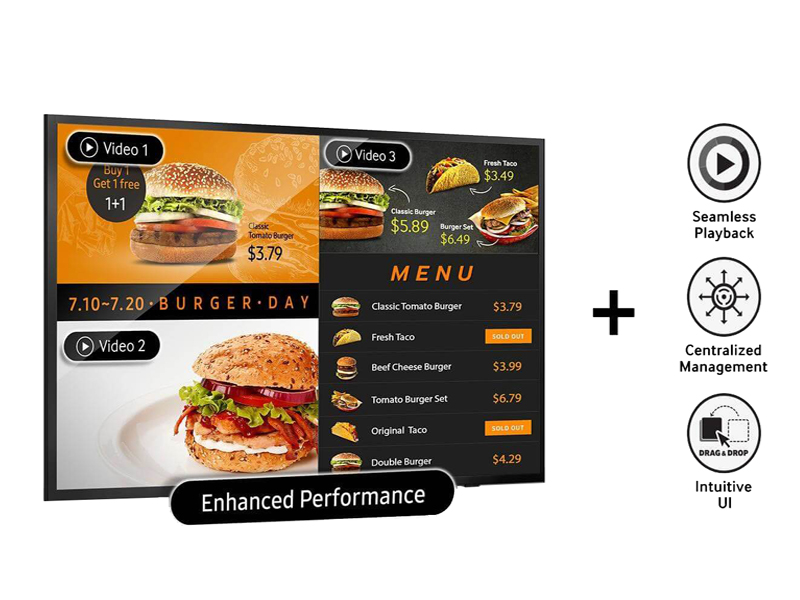 Video 1
Buy 1
Get 1 free
1+1
Classic
Tomato Burger
$3.79
7.10~7.20·BURGER·DAY
Video 2
Video 3
Fresh Taco
$3.49
Classic Burger
$5.89
Burger Set
$6.49
MENU
Classic Tomato Burger $3.79
Fresh Taco SOLD OUT
Beef Cheese Burger $3.99
Tomato Burger Set $6.79
Original Taco SOLD OUT
Double Burger $4.29
Enhanced Performance
+
Seamless
Playback
Centralized
Management
DRAG & DROP
Intuitive
UI